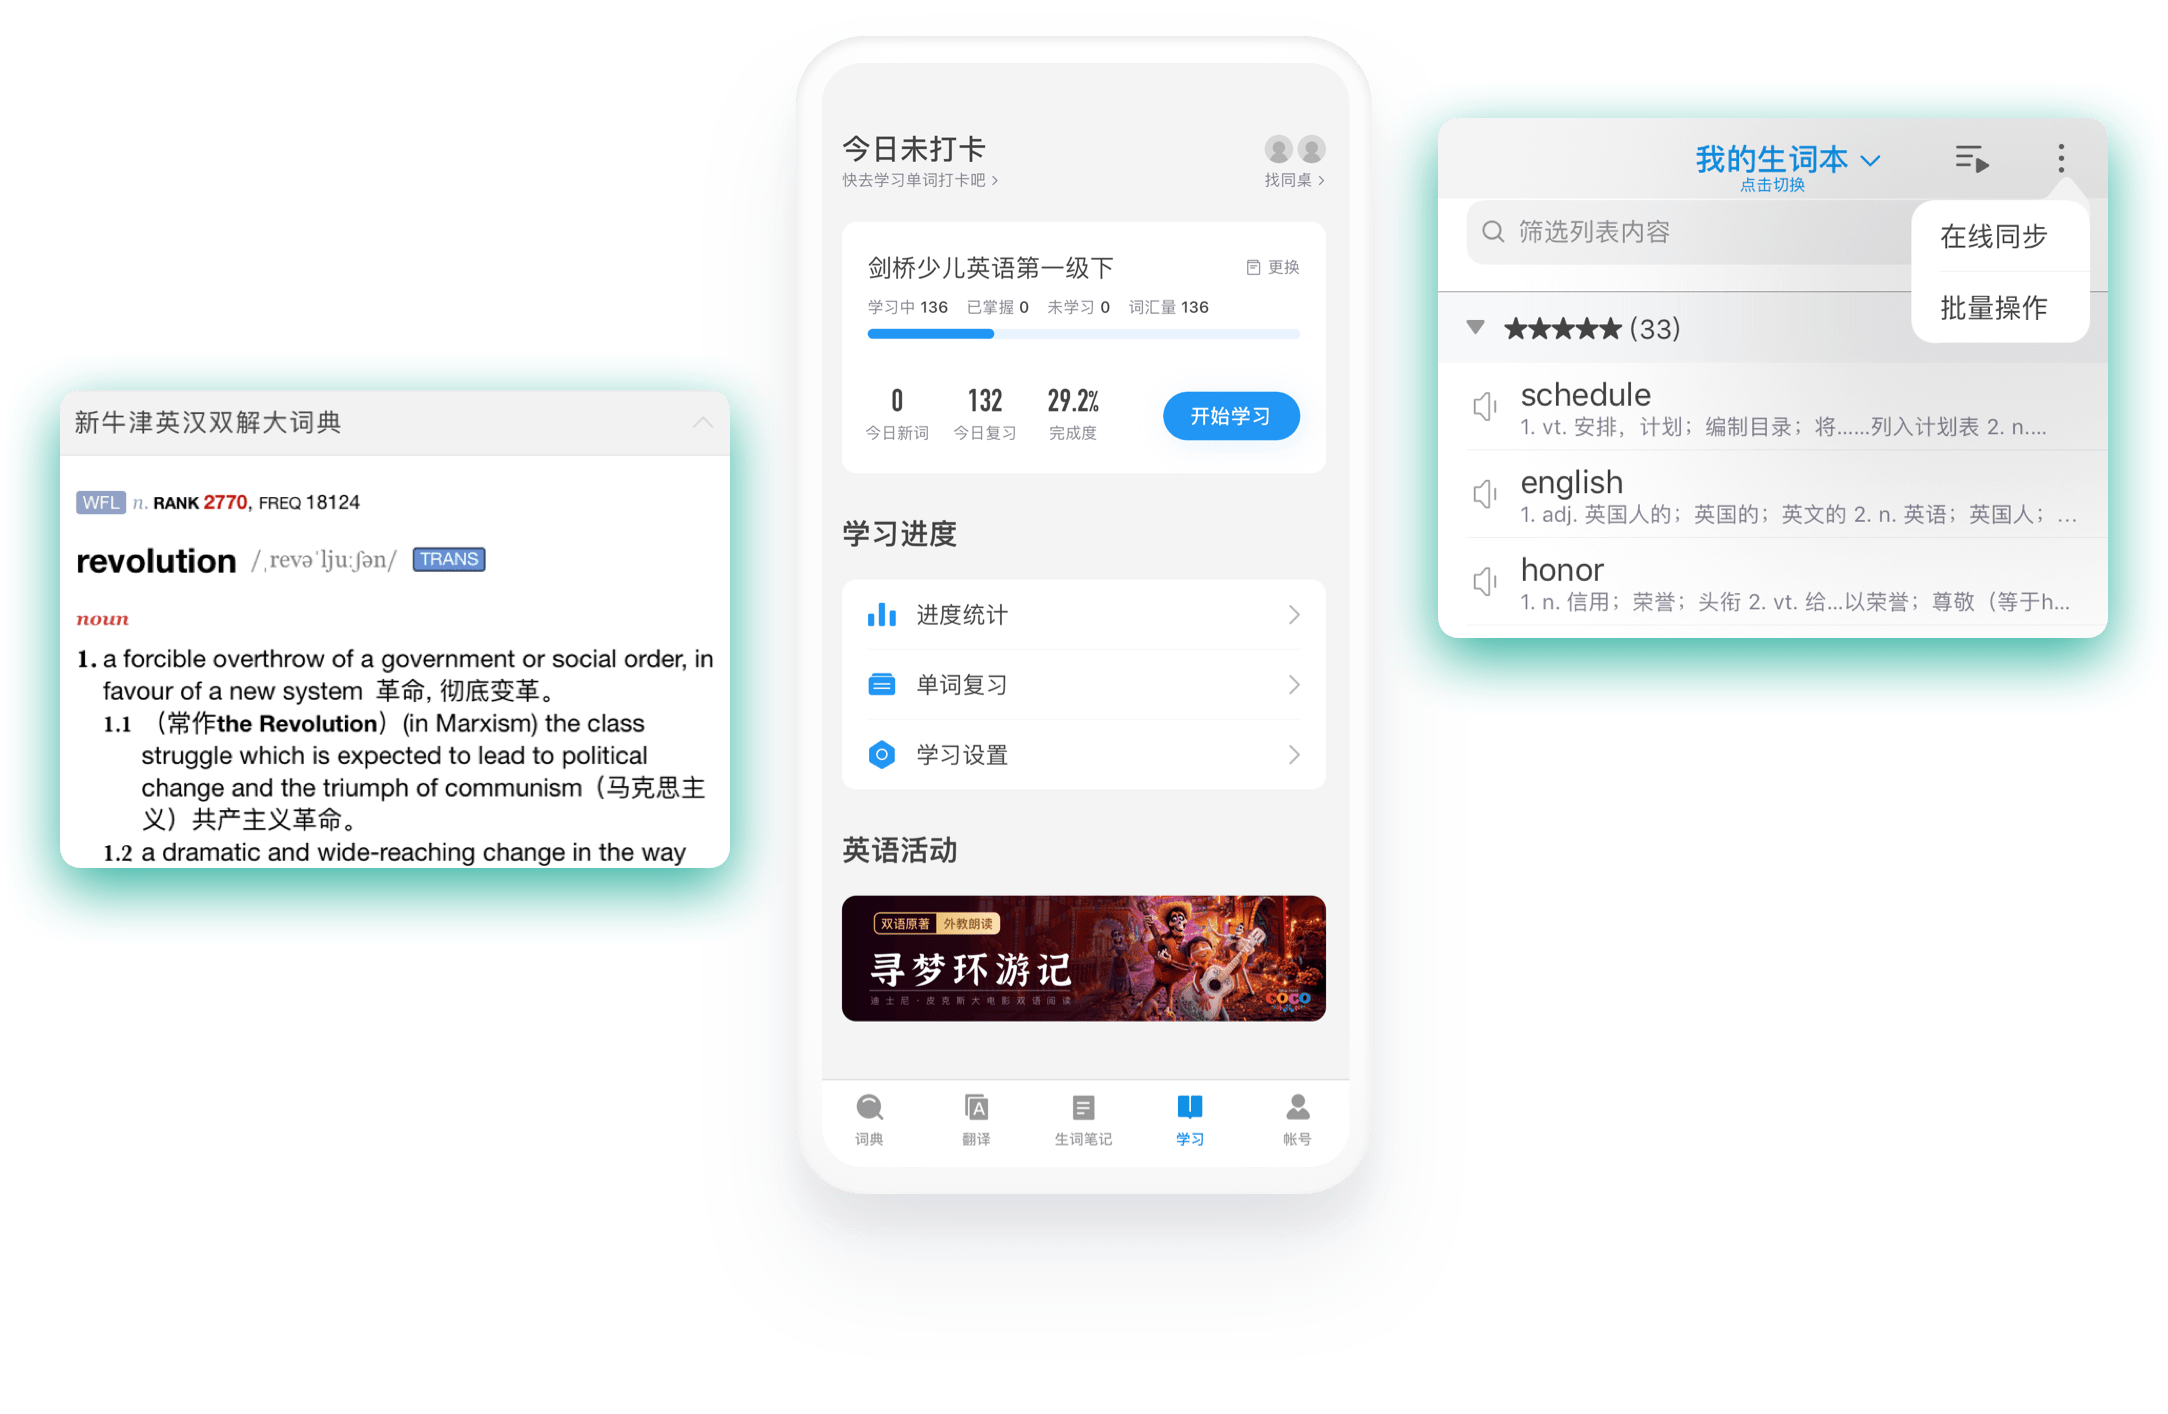 新牛津英汉双解大词典
WFL n. RANK 2770, FREQ 18124
revolution /ˌrevəˈljuːʃən/ TRANS
noun
1. a forcible overthrow of a government or social order, in
favour of a new system 革命, 彻底变革。
1.1 （常作the Revolution）(in Marxism) the class
struggle which is expected to lead to political
change and the triumph of communism（马克思主
义）共产主义革命。
1.2 a dramatic and wide-reaching change in the way
今日未打卡
快去学习单词打卡吧 >
找同桌 >
剑桥少儿英语第一级下
更换
学习中 136 已掌握 0 未学习 0 词汇量 136
0 132 29.2%
今日新词 今日复习 完成度
开始学习
学习进度
进度统计
单词复习
学习设置
英语活动
双语原著 外教朗读
寻梦环游记
迪士尼·皮克斯大电影双语阅读
COCO
词典 翻译 生词笔记 学习 帐号
我的生词本
点击切换
筛选列表内容
在线同步
批量操作
★★★★★ (33)
schedule
1. vt. 安排，计划；编制目录；将......列入计划表 2. n....
english
1. adj. 英国人的；英国的；英文的 2. n. 英语；英国人；...
honor
1. n. 信用；荣誉；头衔 2. vt. 给...以荣誉；尊敬（等于h...